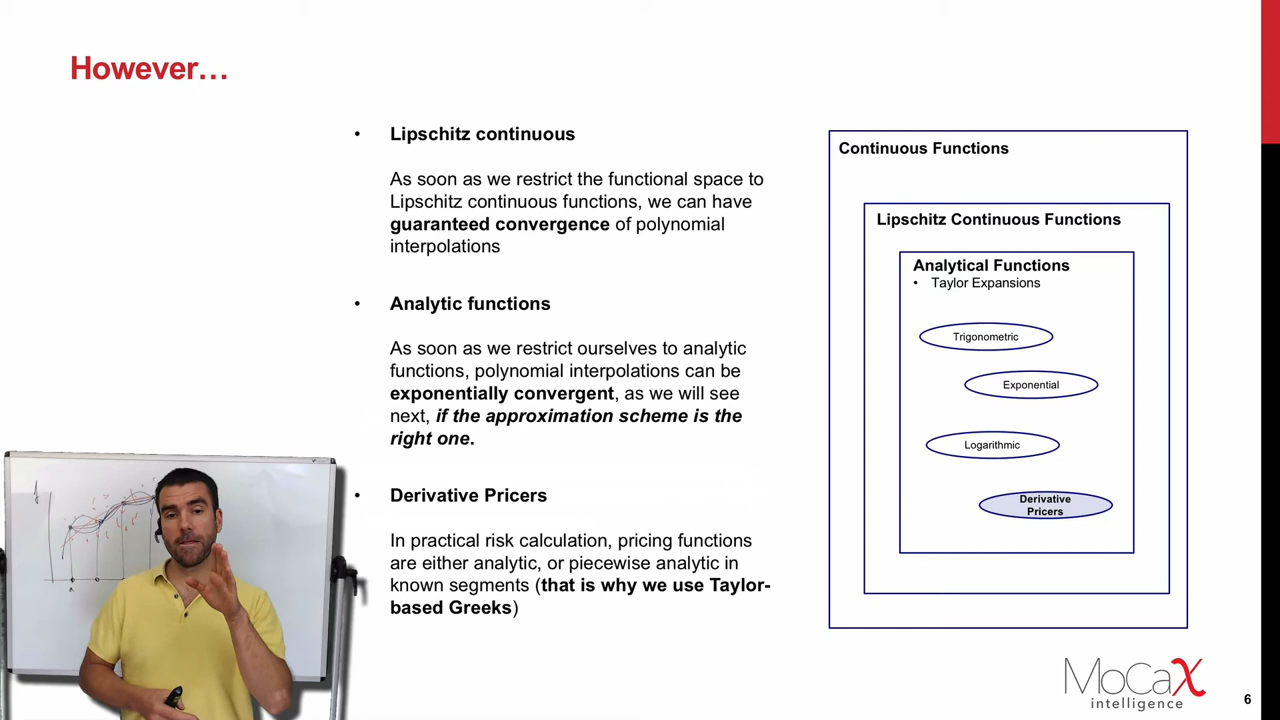 However…
• Lipschitz continuous
As soon as we restrict the functional space to
Lipschitz continuous functions, we can have
guaranteed convergence of polynomial
interpolations
• Analytic functions
As soon as we restrict ourselves to analytic
functions, polynomial interpolations can be
exponentially convergent, as we will see
next, if the approximation scheme is the
right one.
• Derivative Pricers
In practical risk calculation, pricing functions
are either analytic, or piecewise analytic in
known segments (that is why we use Taylor-
based Greeks)
Continuous Functions
Lipschitz Continuous Functions
Analytical Functions
• Taylor Expansions
Trigonometric
Exponential
Logarithmic
Derivative
Pricers
MoCaX
intelligence
6